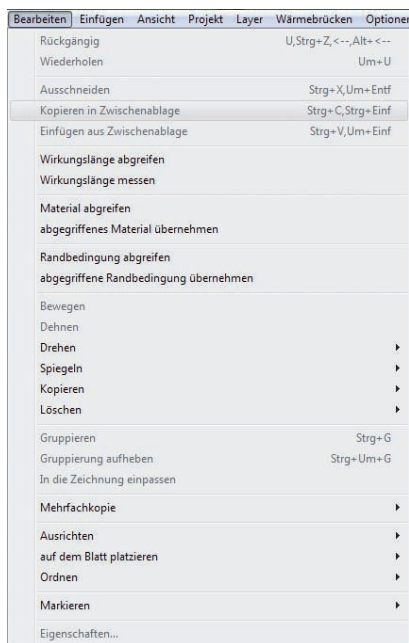 Bearbeiten Einfügen Ansicht Projekt Layer Wärmebrücken Optionen
Rückgängig U,Strg+Z,<--,Alt+<--
Wiederholen Um+U
Ausschneiden Strg+X,Um+Entf
Kopieren in Zwischenablage Strg+C,Strg+Einf
Einfügen aus Zwischenablage Strg+V,Um+Einf
Wirkungslänge abgreifen
Wirkungslänge messen
Material abgreifen
abgegriffenes Material übernehmen
Randbedingung abgreifen
abgegriffene Randbedingung übernehmen
Bewegen
Dehnen
Drehen
Spiegeln
Kopieren
Löschen
Gruppieren Strg+G
Gruppierung aufheben Strg+Um+G
In die Zeichnung einpassen
Mehrfachkopie
Ausrichten
auf dem Blatt platzieren
Ordnen
Markieren
Eigenschaften...